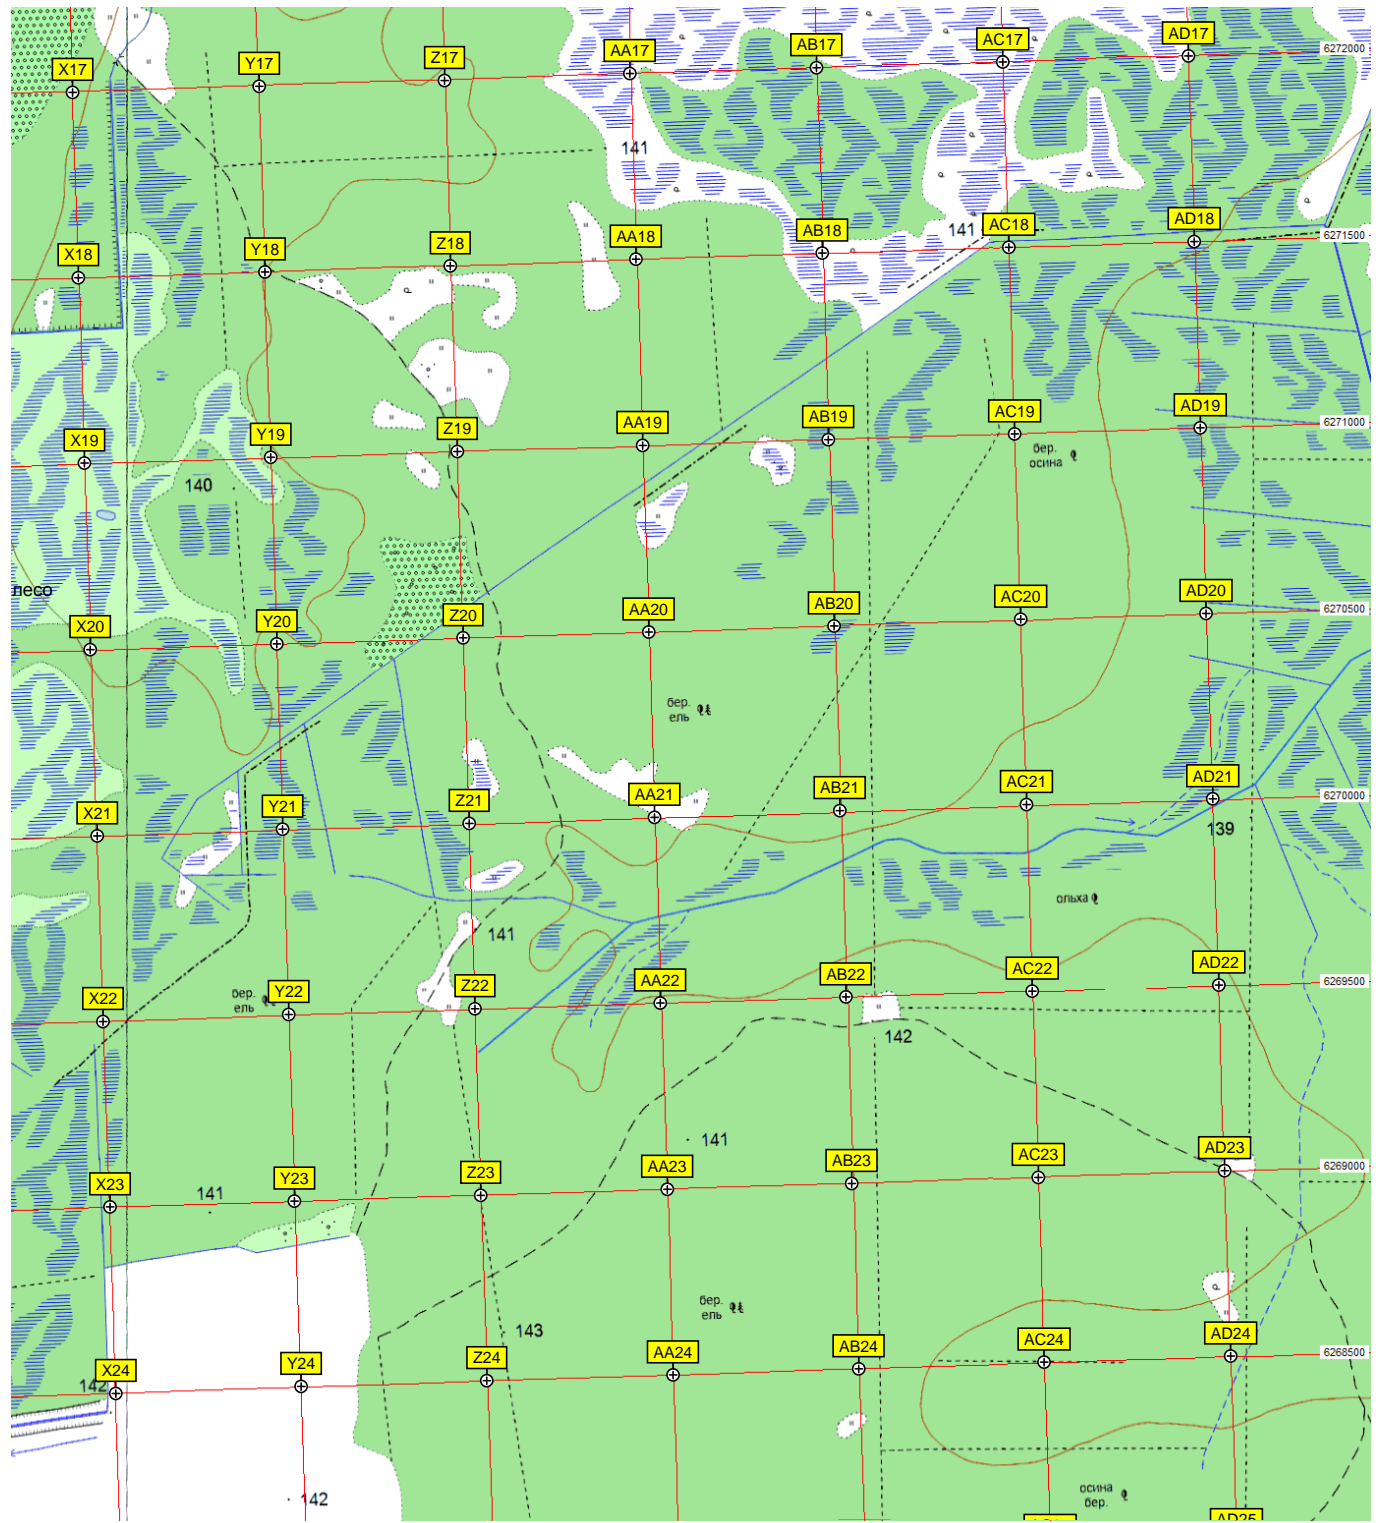 AD17
AC17
AB17
AA17
6272000
Z17
Y17
X17
141
AD18
AC18
141
AB18
6271500
AA18
Z18
Y18
X18
AD19
AC19
AB19
6271000
AA19
Z19
Y19
X19
бер.
осина
140
AD20
песо
AC20
AB20
6270500
AA20
Z20
Y20
X20
бер.
ель
AD21
AC21
AB21
6270000
AA21
Z21
Y21
X21
139
ольха
141
AD22
AC22
AB22
6269500
AA22
Z22
Y22
бер.
ель
X22
142
141
AD23
AC23
AB23
6269000
AA23
Z23
Y23
X23
141
бер.
ель
143
AD24
AC24
AB24
6268500
AA24
Z24
Y24
X24
142
осина
бер.
142
AD25